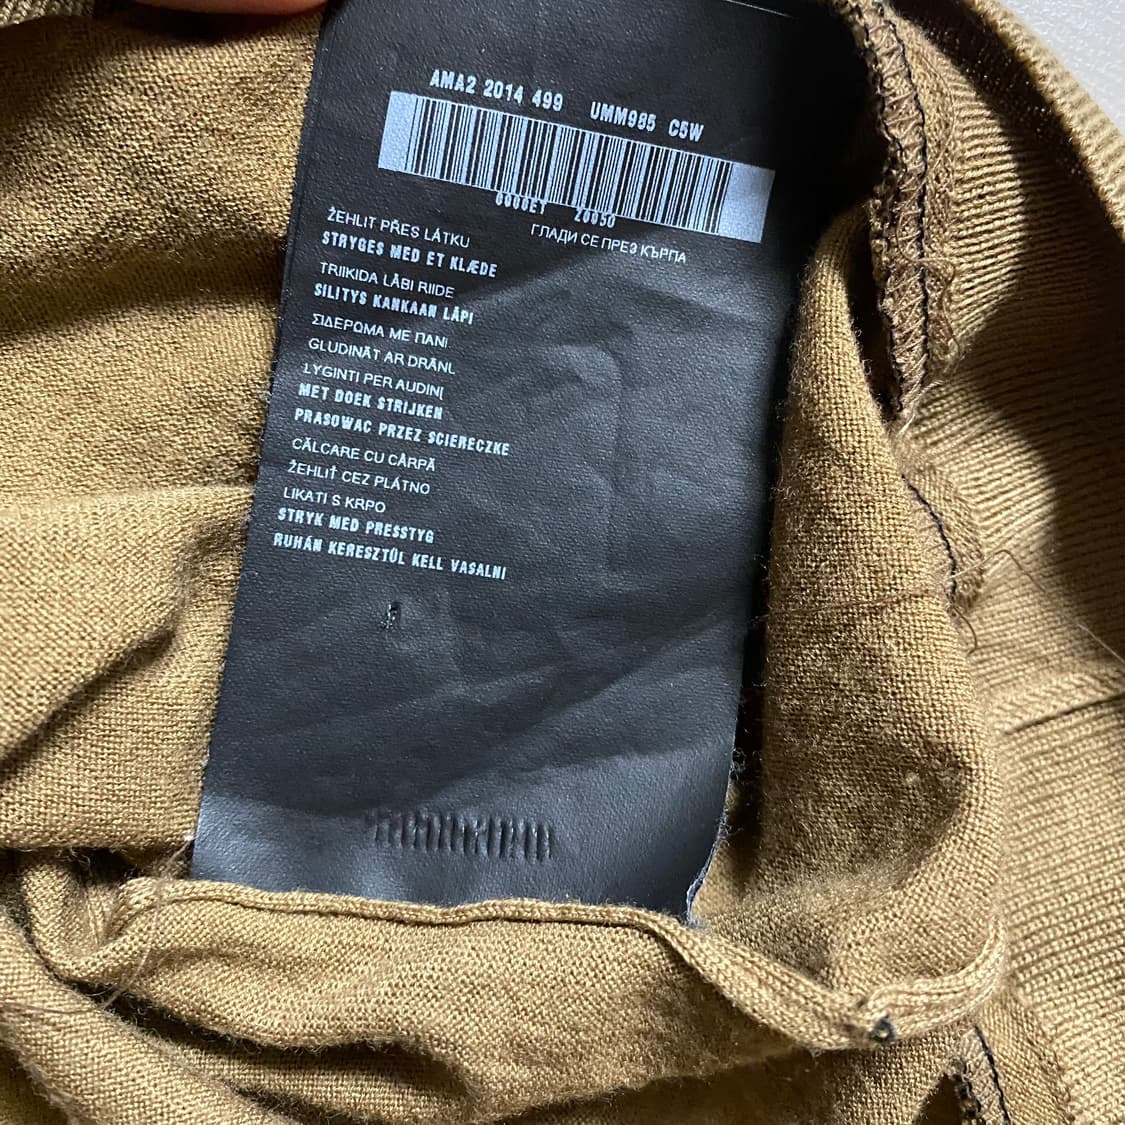 AMA2 2014 499 UMM985 C5W
0000ET Z0050
ŽEHLIT PŘES LÁTKU
ГЛАДИ СЕ ПРЕЗ КЪРПА
STRYGES MED ET KLÆDE
TRIIKIDA LÄBI RIIDE
SILITYS KANKAAN LÄPI
ΣΙΔΕΡΩΜΑ ΜΕ ΠΑΝΙ
GLUDINĀT AR DRĀNU
LYGINTI PER AUDINĮ
MET DOEK STRIJKEN
PRASOWAC PRZEZ SCIERECZKE
CĂLCARE CU CÂRPĂ
ŽEHLIŤ CEZ PLÁTNO
LIKATI S KRPO
STRYK MED PRESSTYG
RUHÁN KERESZTÜL KELL VASALNI